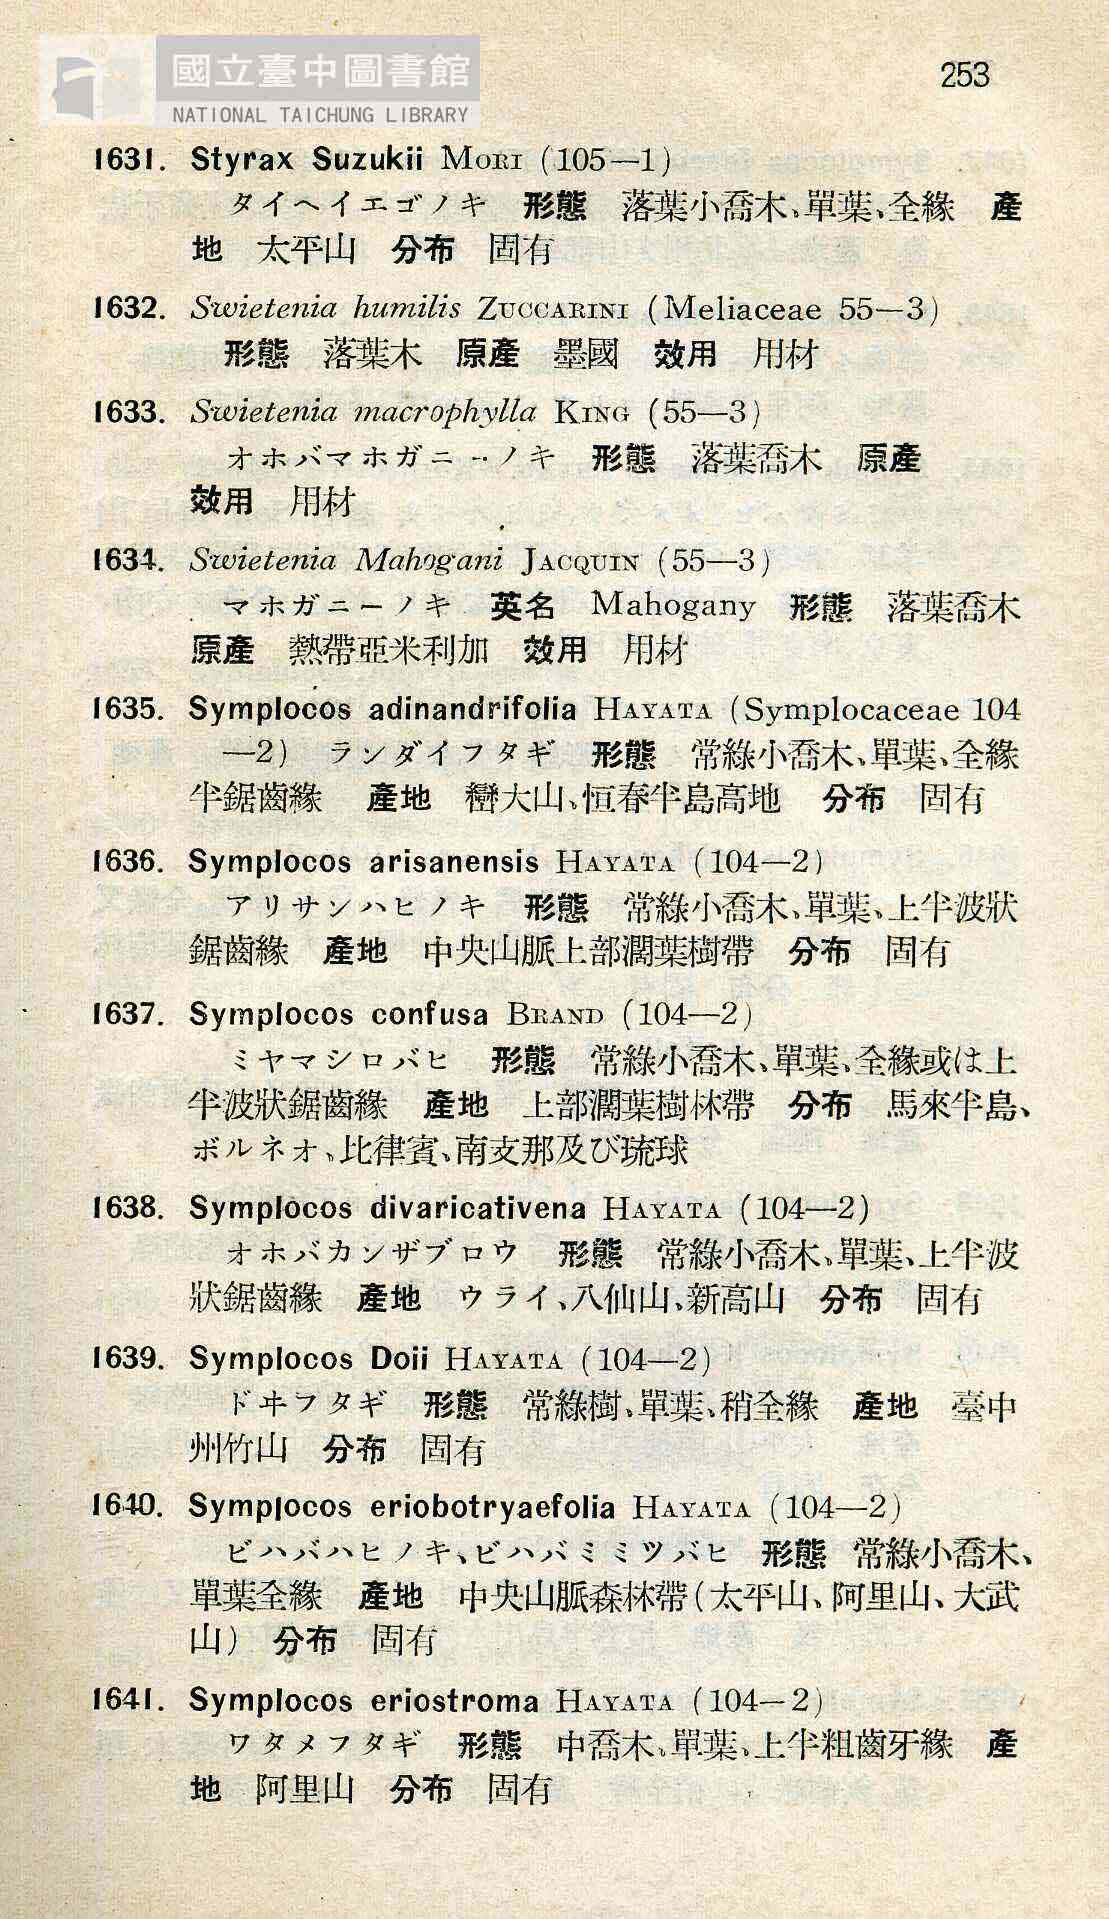 國立臺中圖書館
NATIONAL TAICHUNG LIBRARY
253
1631. Styrax Suzukii MORI (105—1)
タイヘイエゴノキ 形態 落葉小喬木、單葉、全緣 產
地 太平山 分布 固有
1632. Swietenia humilis ZUCCARINI (Meliaceae 55—3)
形態 落葉木 原產 墨國 效用 用材
1633. Swietenia macrophylla KING (55—3)
オホバマホガニーノキ 形態 落葉喬木 原產
效用 用材
1634. Swietenia Mahogani JACQUIN (55—3)
マホガニーノキ 英名 Mahogany 形態 落葉喬木
原產 熱帶亞米利加 效用 用材
1635. Symplocos adinandrifolia HAYATA (Symplocaceae 104
—2) ランダイフタギ 形態 常綠小喬木、單葉、全緣
半鋸齒緣 產地 巒大山、恒春半島高地 分布 固有
1636. Symplocos arisanensis HAYATA (104—2)
アリサンハヒノキ 形態 常綠小喬木、單葉、上半波狀
鋸齒緣 產地 中央山脈上部濶葉樹帶 分布 固有
1637. Symplocos confusa BRAND (104—2)
ミヤマシロバヒ 形態 常綠小喬木、單葉、全緣或は上
半波狀鋸齒緣 產地 上部濶葉樹林帶 分布 馬來半島、
ボルネオ、比律賓、南支那及び琉球
1638. Symplocos divaricativena HAYATA (104—2)
オホバカンザブロウ 形態 常綠小喬木、單葉、上半波
狀鋸齒緣 產地 ウライ、八仙山、新高山 分布 固有
1639. Symplocos Doii HAYATA (104—2)
ドヰフタギ 形態 常綠樹、單葉、稍全緣 產地 臺中
州竹山 分布 固有
1640. Symplocos eriobotryaefolia HAYATA (104—2)
ビハバハヒノキ、ビハバミミツバヒ 形態 常綠小喬木、
單葉全緣 產地 中央山脈森林帶(太平山、阿里山、大武
山) 分布 固有
1641. Symplocos eriostroma HAYATA (104—2)
ワタメフタギ 形態 中喬木、單葉、上半粗齒牙緣 產
地 阿里山 分布 固有